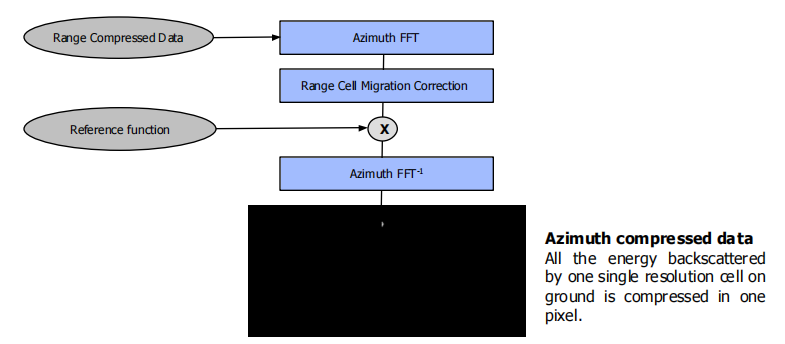 Range Compressed Data
Azimuth FFT
Range Cell Migration Correction
Reference function
X
Azimuth FFT-1
Azimuth compressed data
All the energy backscattered
by one single resolution cell on
ground is compressed in one
pixel.